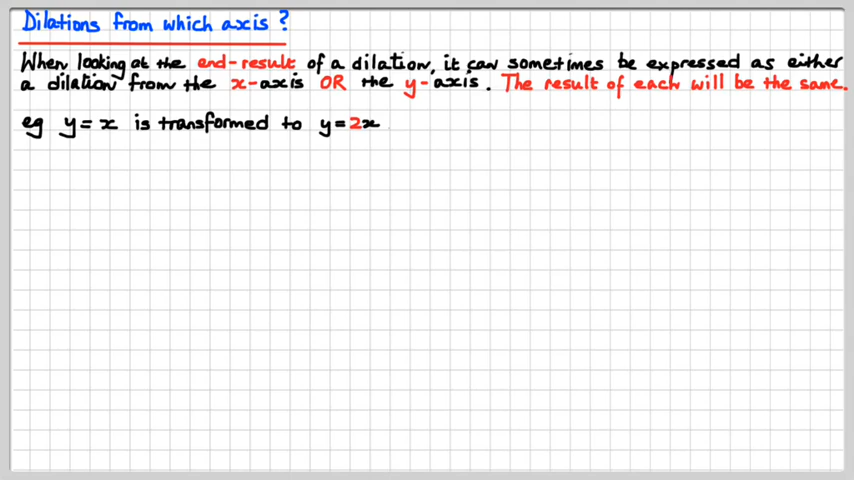 Dilations from which axis?
When looking at the end-result of a dilation, it can sometimes be expressed as either
a dilation from the x-axis OR the y-axis. The result of each will be the same.
eg y = x is transformed to y = 2x